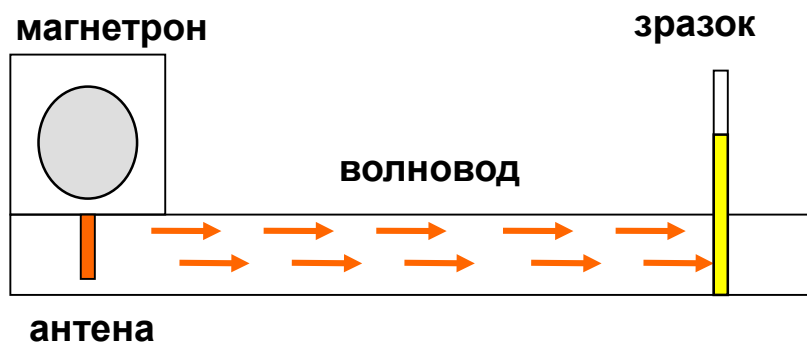 магнетрон
зразок
волновод
антена